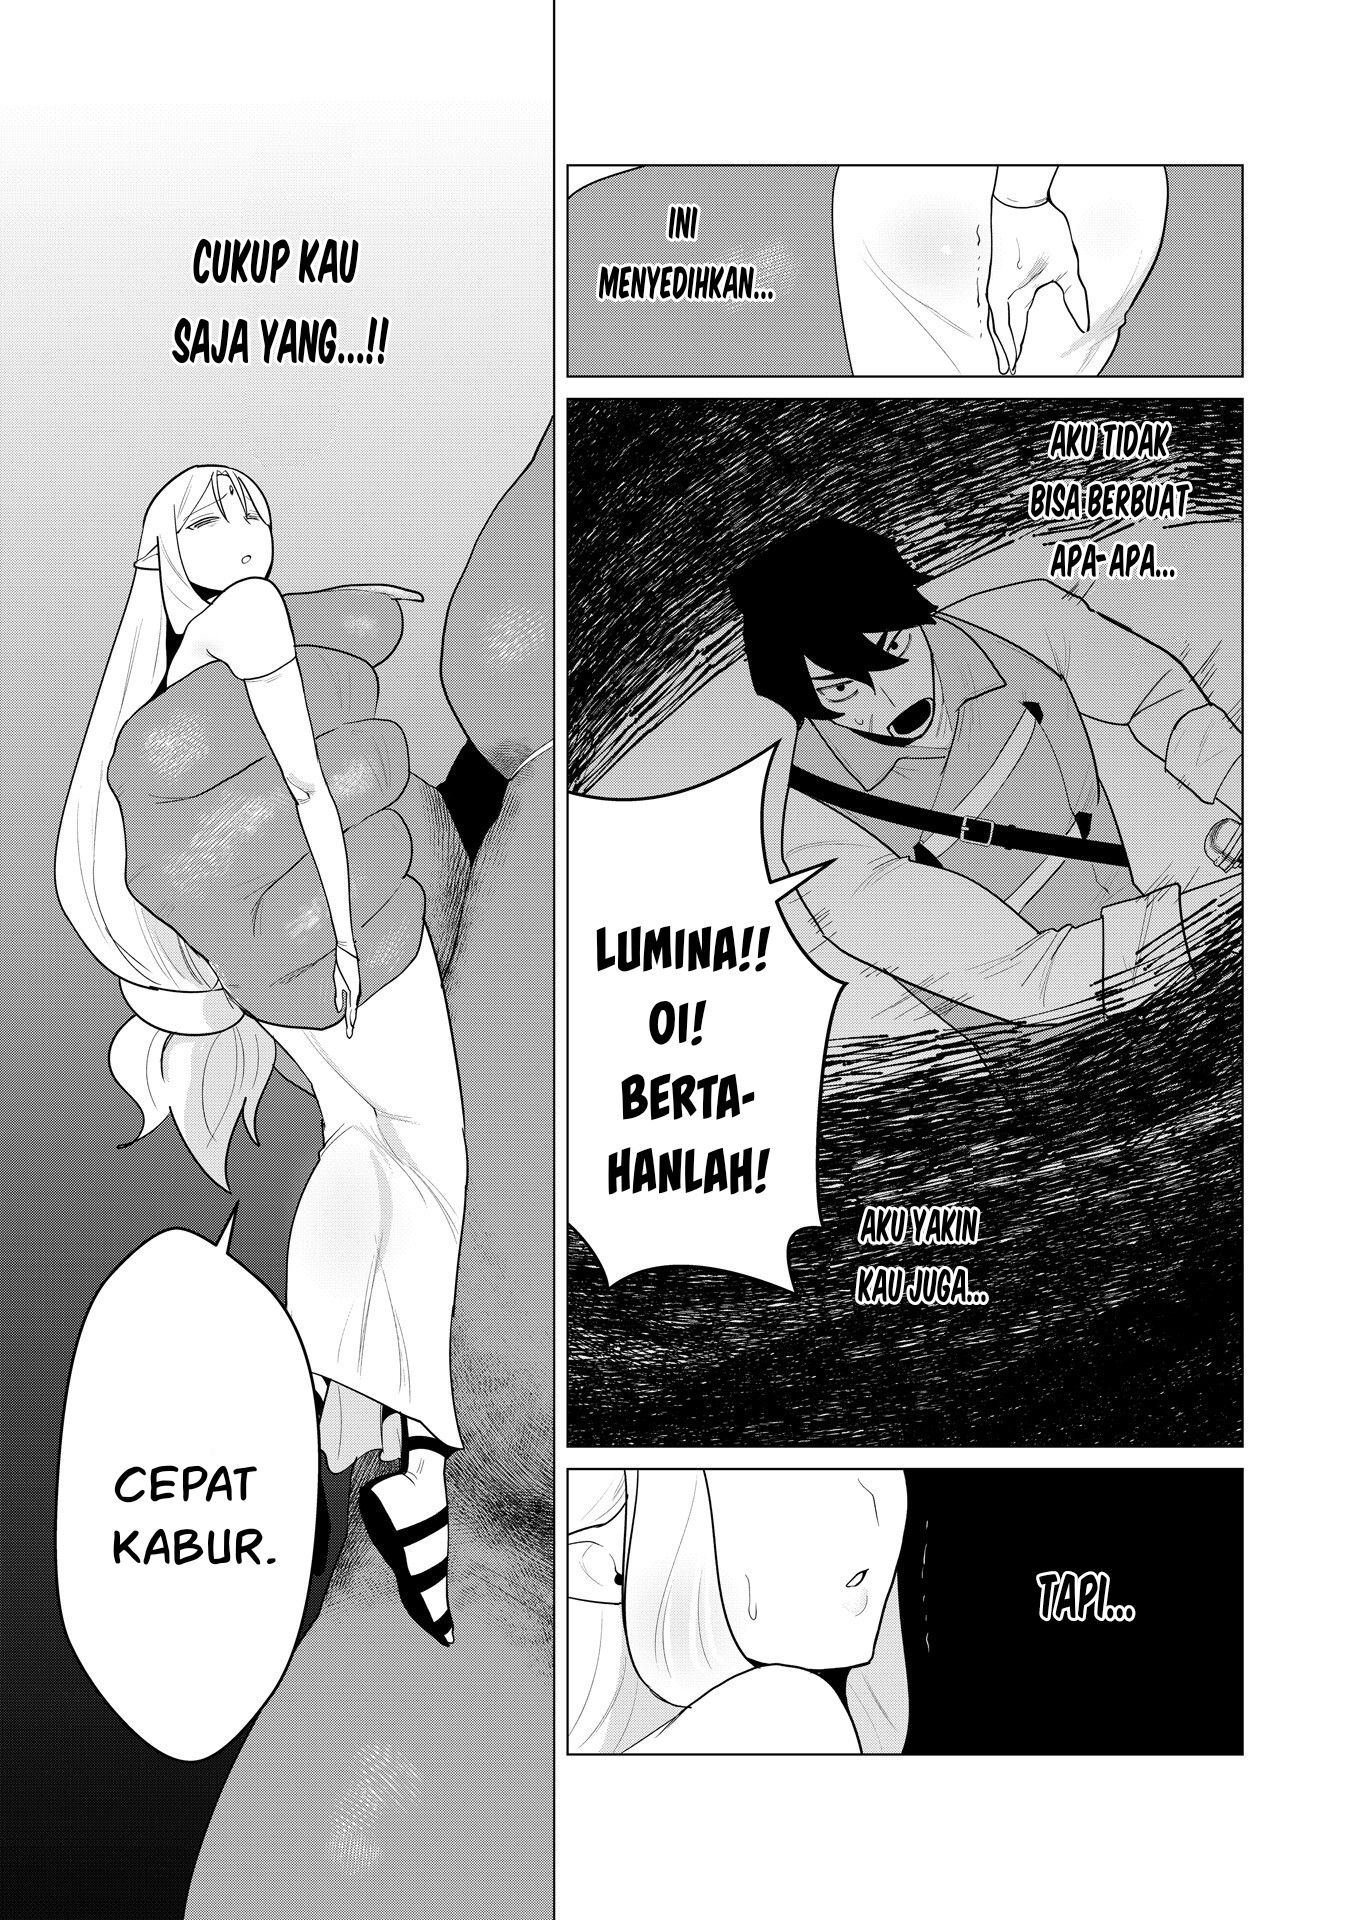 INI
MENYEDIHKAN...
AKU TIDAK
BISA BERBUAT
APA-APA...
LUMINA!!
OI!
BERTA-
HANLAH!
AKU YAKIN
KAU JUGA...
TAPI...
CUKUP KAU
SAJA YANG...!!
CEPAT
KABUR.